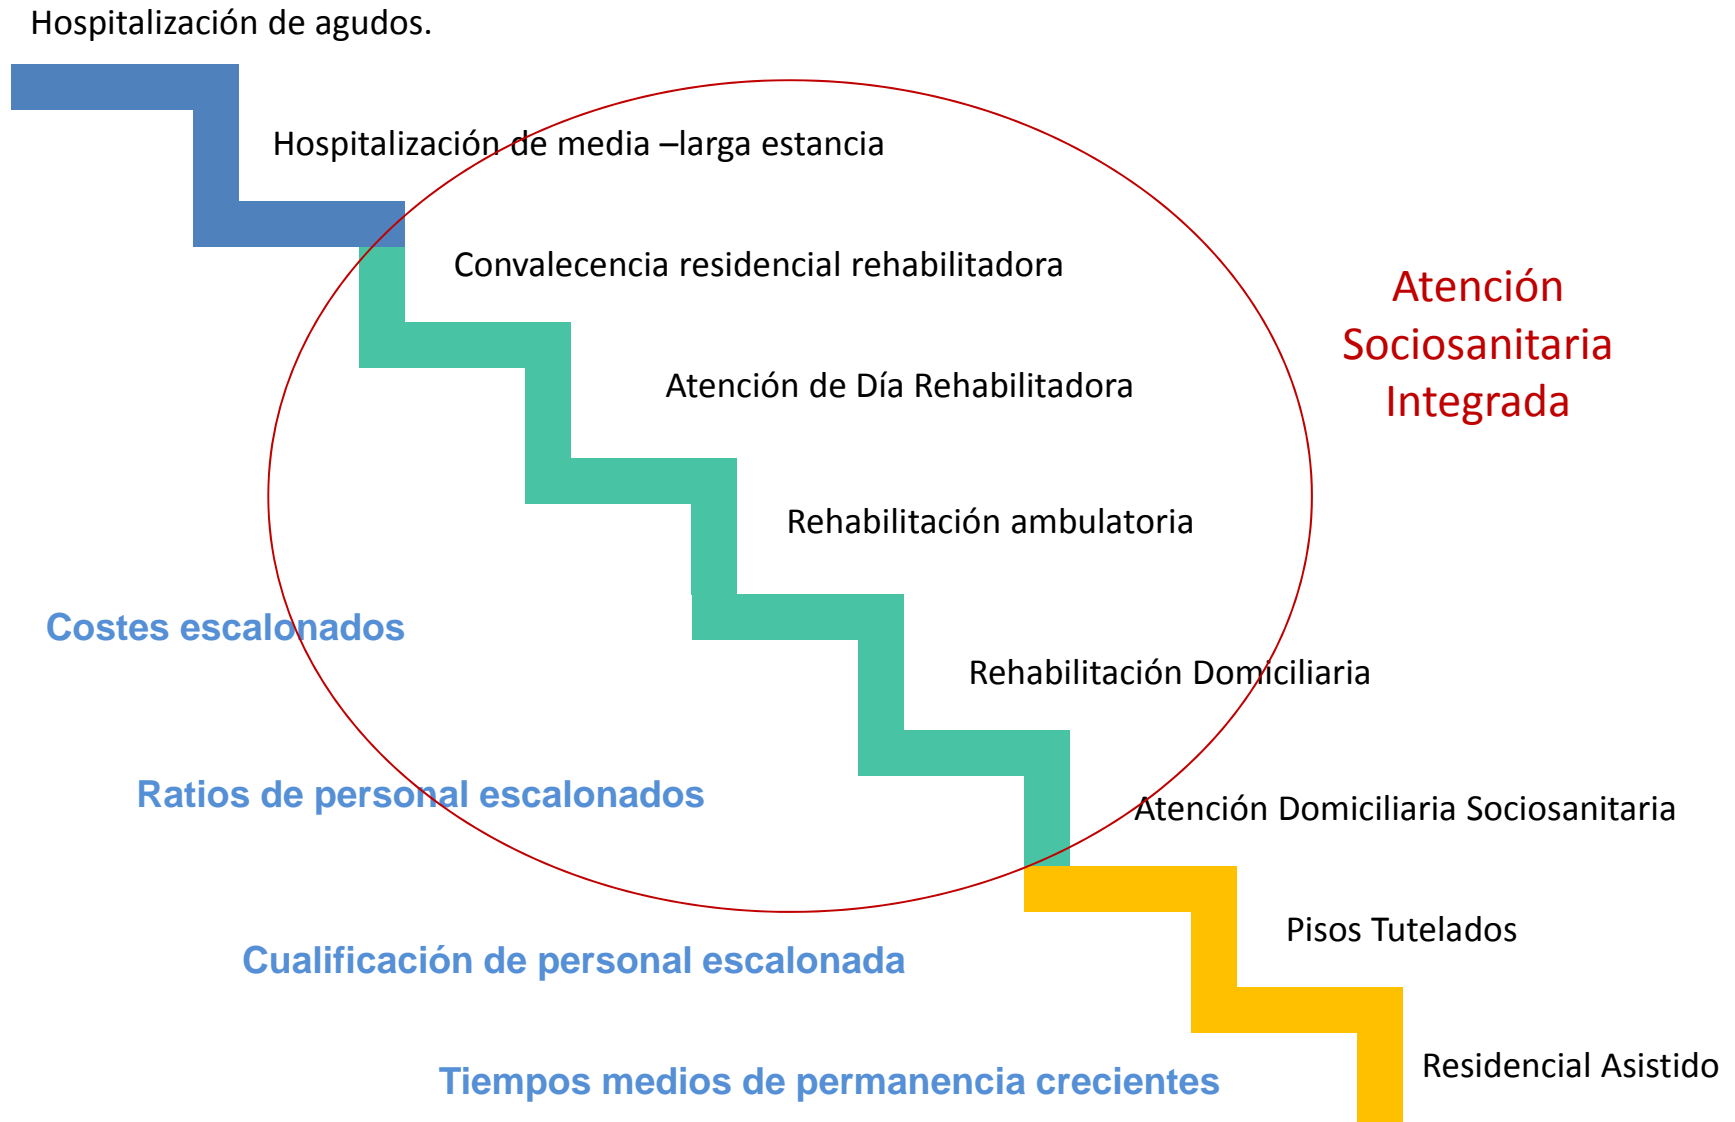 Hospitalización de agudos.
Hospitalización de media –larga estancia
Convalecencia residencial rehabilitadora
Atención
Sociosanitaria
Integrada
Atención de Día Rehabilitadora
Rehabilitación ambulatoria
Costes escalonados
Rehabilitación Domiciliaria
Ratios de personal escalonados
Atención Domiciliaria Sociosanitaria
Pisos Tutelados
Cualificación de personal escalonada
Residencial Asistido
Tiempos medios de permanencia crecientes